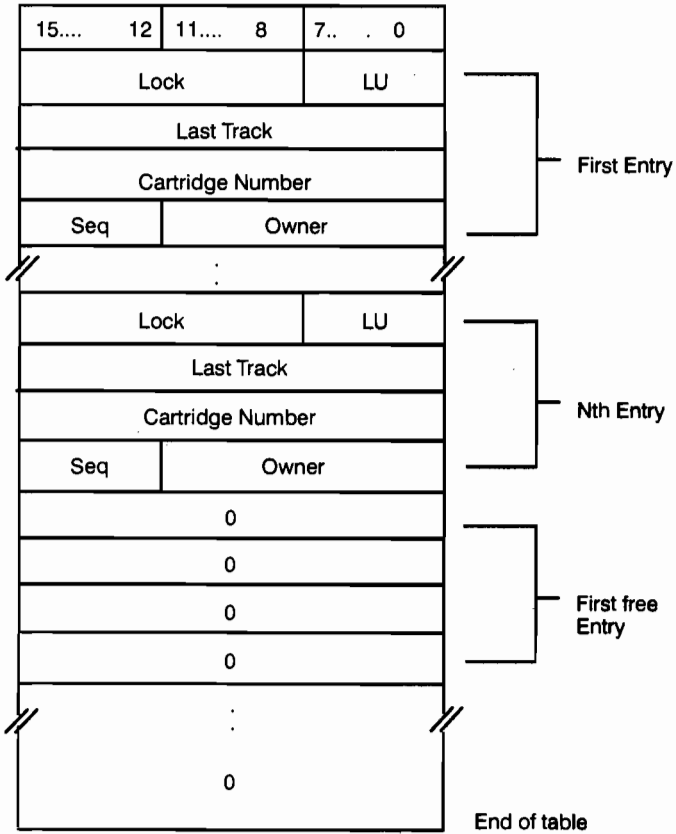 15.... 12 11.... 8 7.. . 0
Lock LU
Last Track
Cartridge Number
Seq Owner
First Entry
:
Lock LU
Last Track
Cartridge Number
Seq Owner
Nth Entry
0
0
0
0
First free
Entry
:
0
End of table